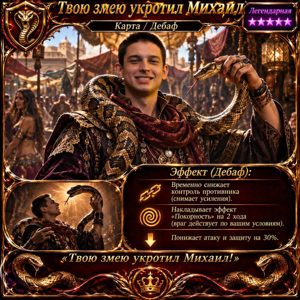 Твою змею укротил Михаил
Легендарная
Карта / Дебаф
Эффект (Дебаф):
Временно снижает
контроль противника
(снимает усиления).
Накладывает эффект
«Покорность» на 2 хода
(враг действует по вашим условиям).
Понижает атаку и защиту на 30%.
«Твою змею укротил Михаил!»